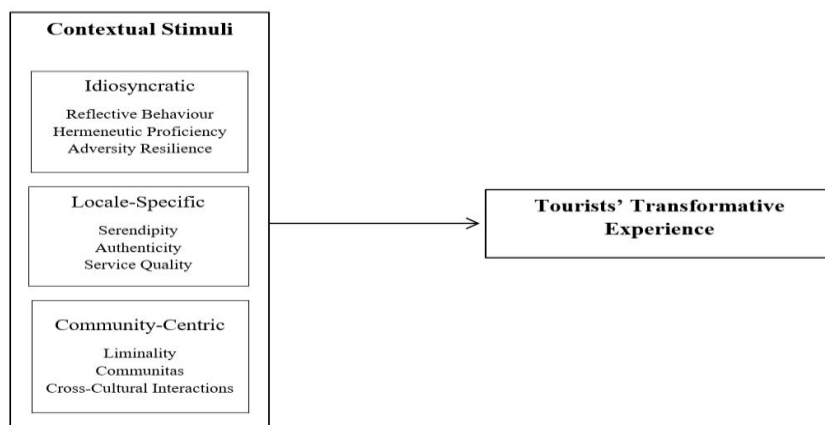 Contextual Stimuli
Idiosyncratic
Reflective Behaviour
Hermeneutic Proficiency
Adversity Resilience
Locale-Specific
Serendipity
Authenticity
Service Quality
Community-Centric
Liminality
Communitas
Cross-Cultural Interactions
Tourists’ Transformative
Experience